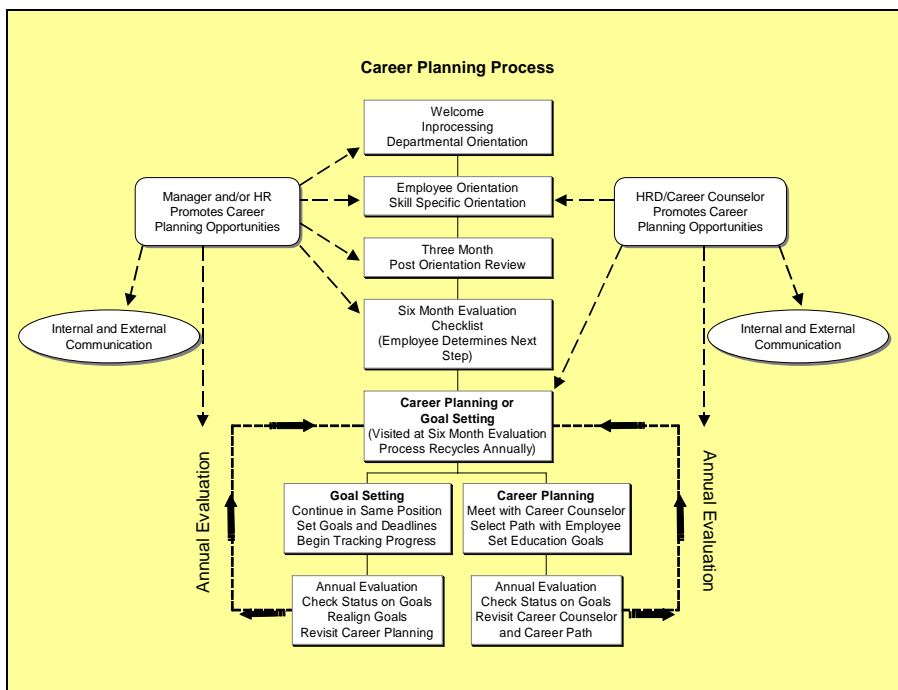 Career Planning Process
Welcome
Inprocessing
Departmental Orientation
Manager and/or HR
Promotes Career
Planning Opportunities
Employee Orientation
Skill Specific Orientation
HRD/Career Counselor
Promotes Career
Planning Opportunities
Three Month
Post Orientation Review
Internal and External
Communication
Six Month Evaluation
Checklist
(Employee Determines Next
Step)
Internal and External
Communication
Career Planning or
Goal Setting
(Visited at Six Month Evaluation
Process Recycles Annually)
Annual Evaluation
Goal Setting
Continue in Same Position
Set Goals and Deadlines
Begin Tracking Progress
Career Planning
Meet with Career Counselor
Select Path with Employee
Set Education Goals
Annual Evaluation
Annual Evaluation
Check Status on Goals
Realign Goals
Revisit Career Planning
Annual Evaluation
Check Status on Goals
Revisit Career Counselor
and Career Path